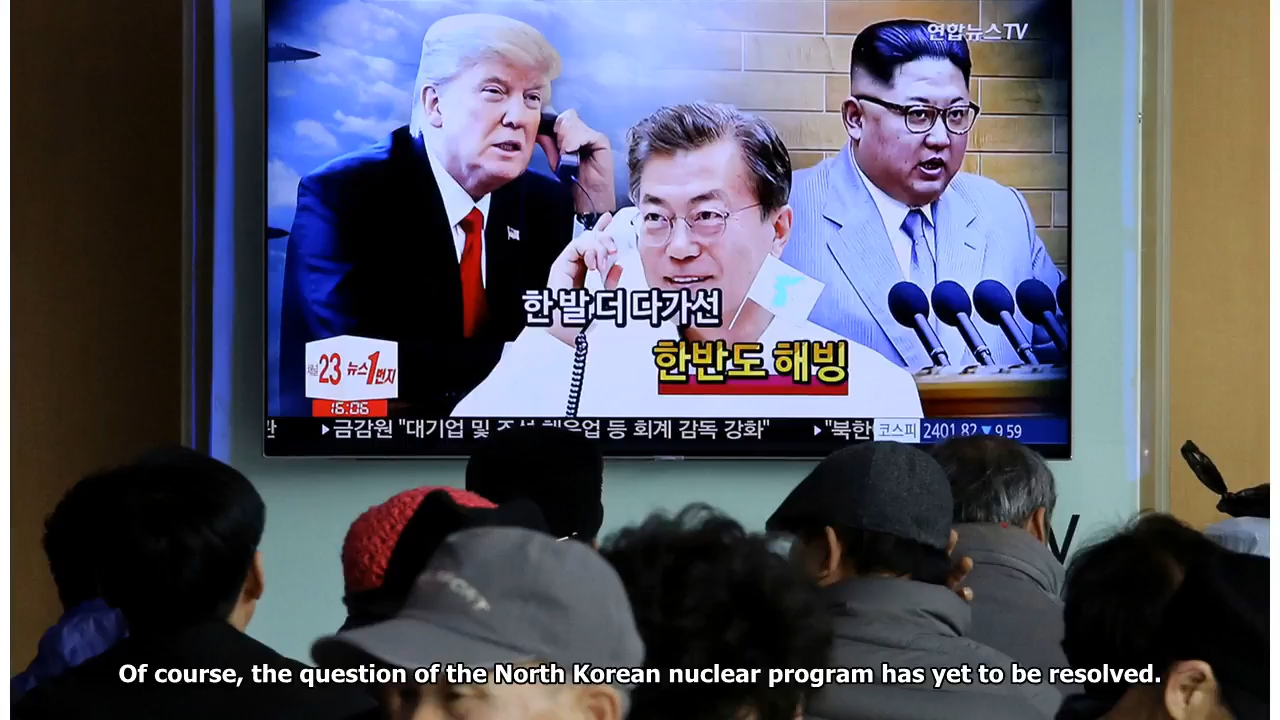 연합뉴스TV
한 발 더 다가선
한반도 해빙
23 뉴스1번지
16:06
▶금감원 "대기업 및 조선·해운업 등 회계 감독 강화" ▶"북한
코스피 2401.82 ▼ 9.59
Of course, the question of the North Korean nuclear program has yet to be resolved.